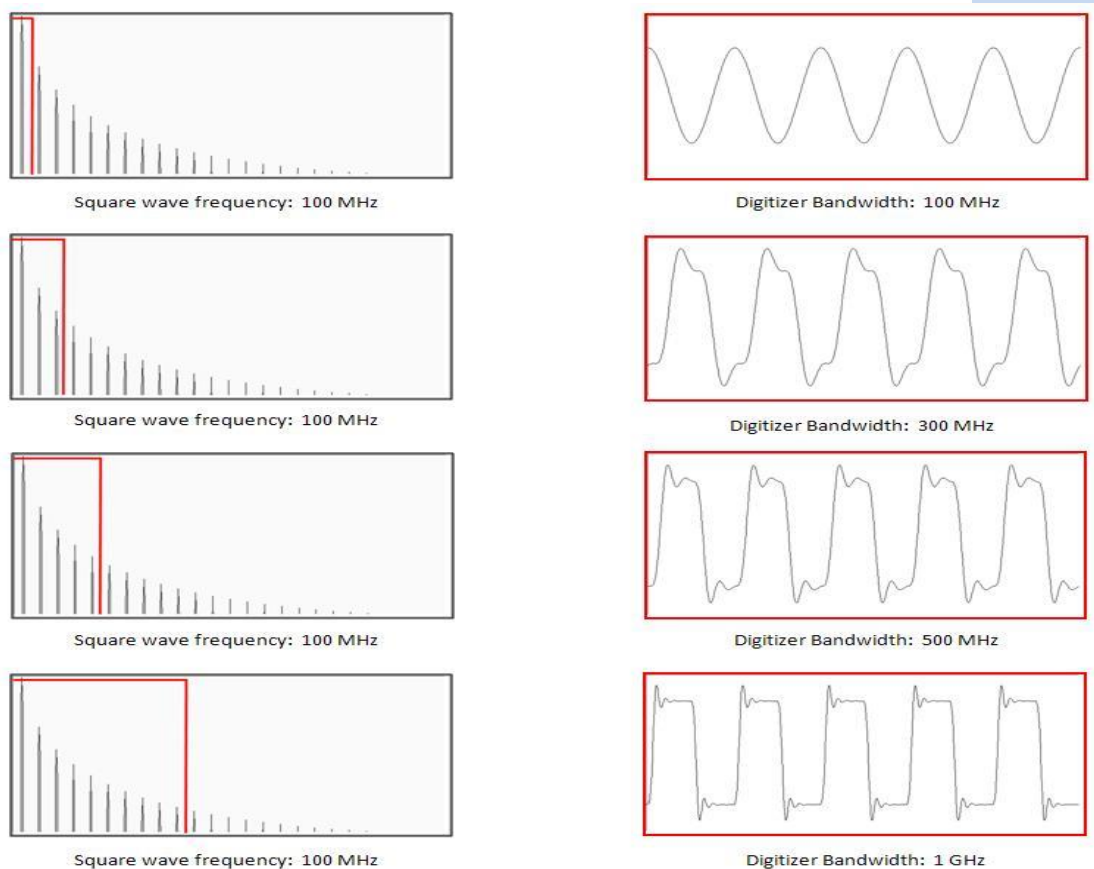 Square wave frequency: 100 MHz
Digitizer Bandwidth: 100 MHz
Square wave frequency: 100 MHz
Digitizer Bandwidth: 300 MHz
Square wave frequency: 100 MHz
Digitizer Bandwidth: 500 MHz
Square wave frequency: 100 MHz
Digitizer Bandwidth: 1 GHz